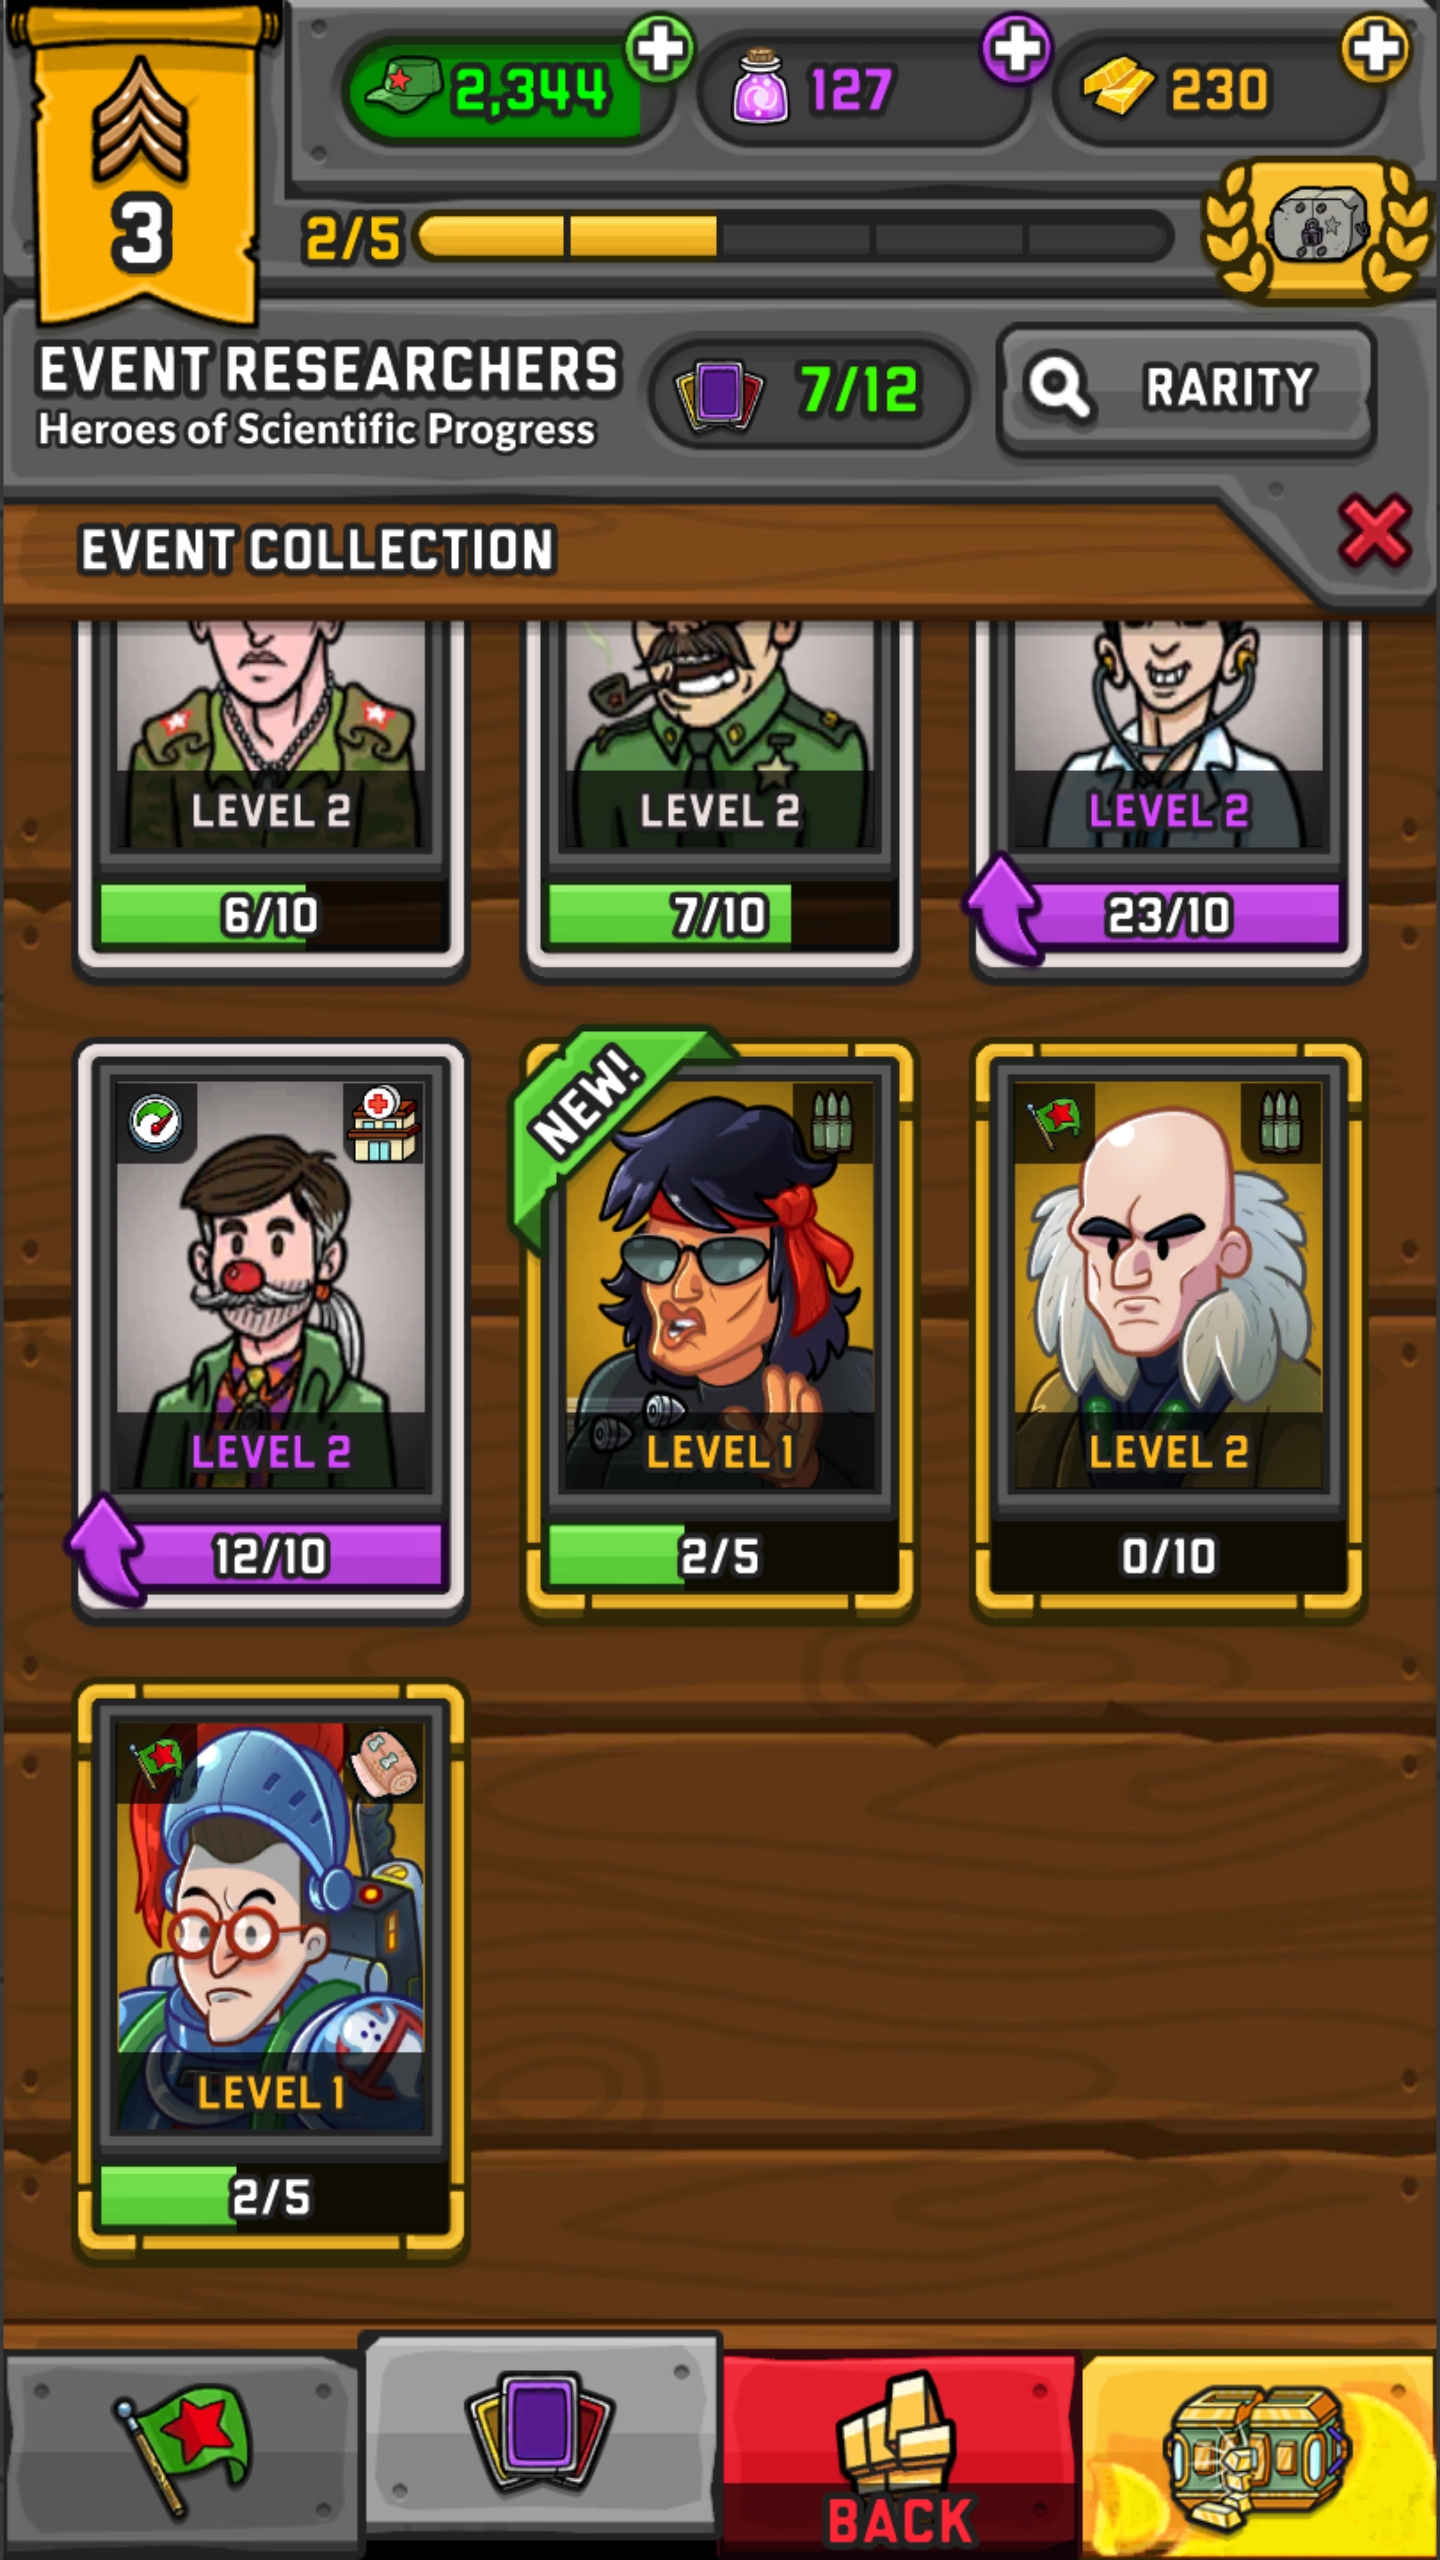 2,344
127
230
3
2/5
EVENT RESEARCHERS
Heroes of Scientific Progress
7/12
RARITY
EVENT COLLECTION
LEVEL 2
6/10
LEVEL 2
7/10
LEVEL 2
23/10
LEVEL 2
12/10
NEW!
LEVEL 1
2/5
LEVEL 2
0/10
LEVEL 1
2/5
BACK